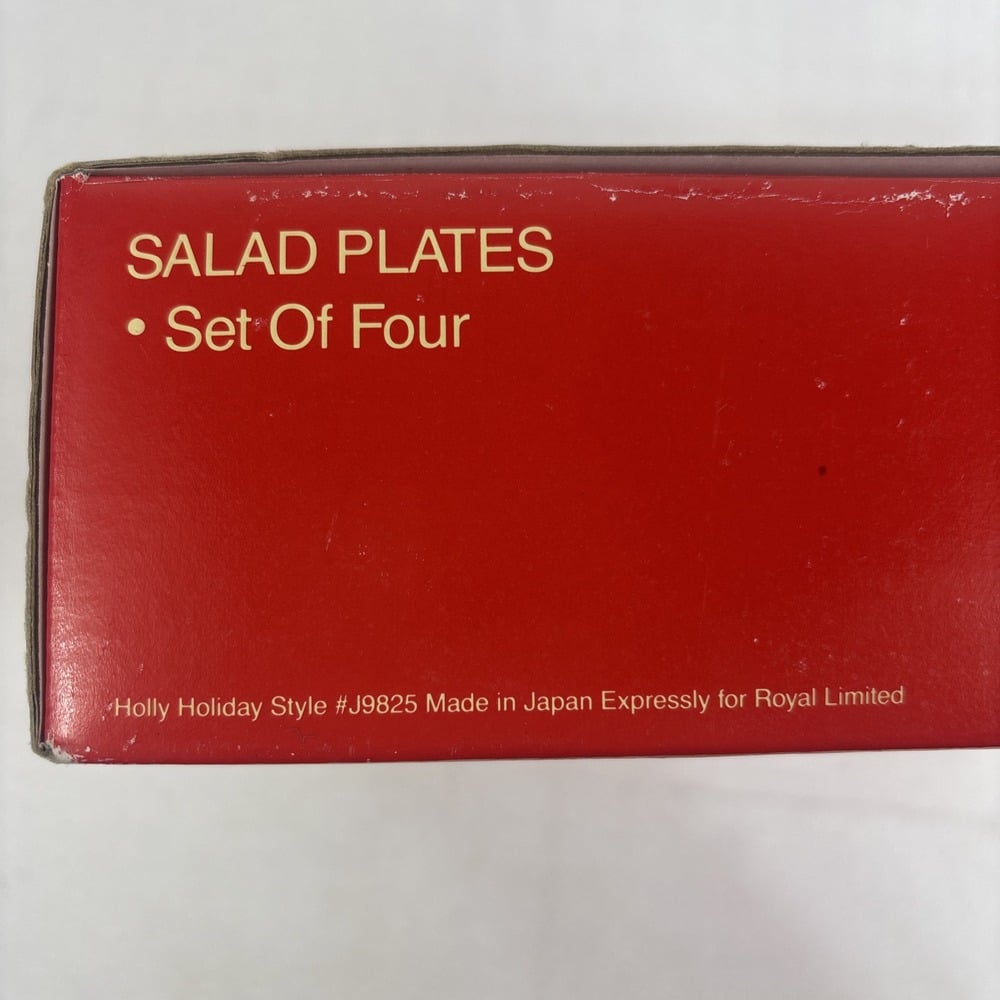 SALAD PLATES
• Set Of Four
Holly Holiday Style #J9825 Made in Japan Expressly for Royal Limited